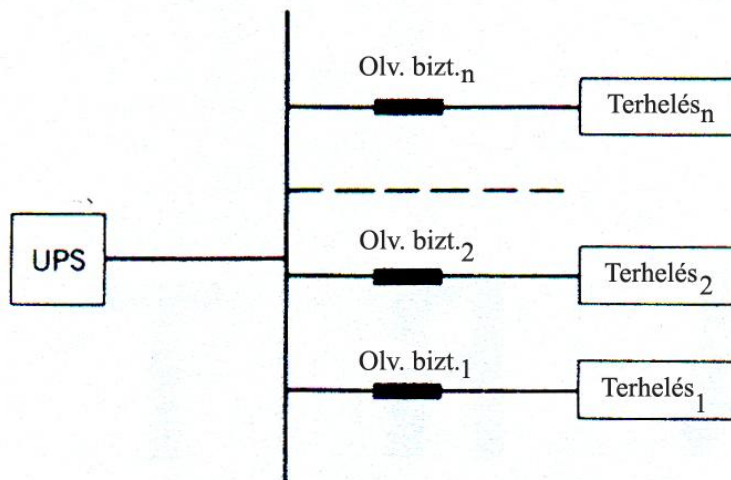 Olv. bizt.n
Terhelésn
UPS
Olv. bizt.2
Terhelés2
Olv. bizt.1
Terhelés1